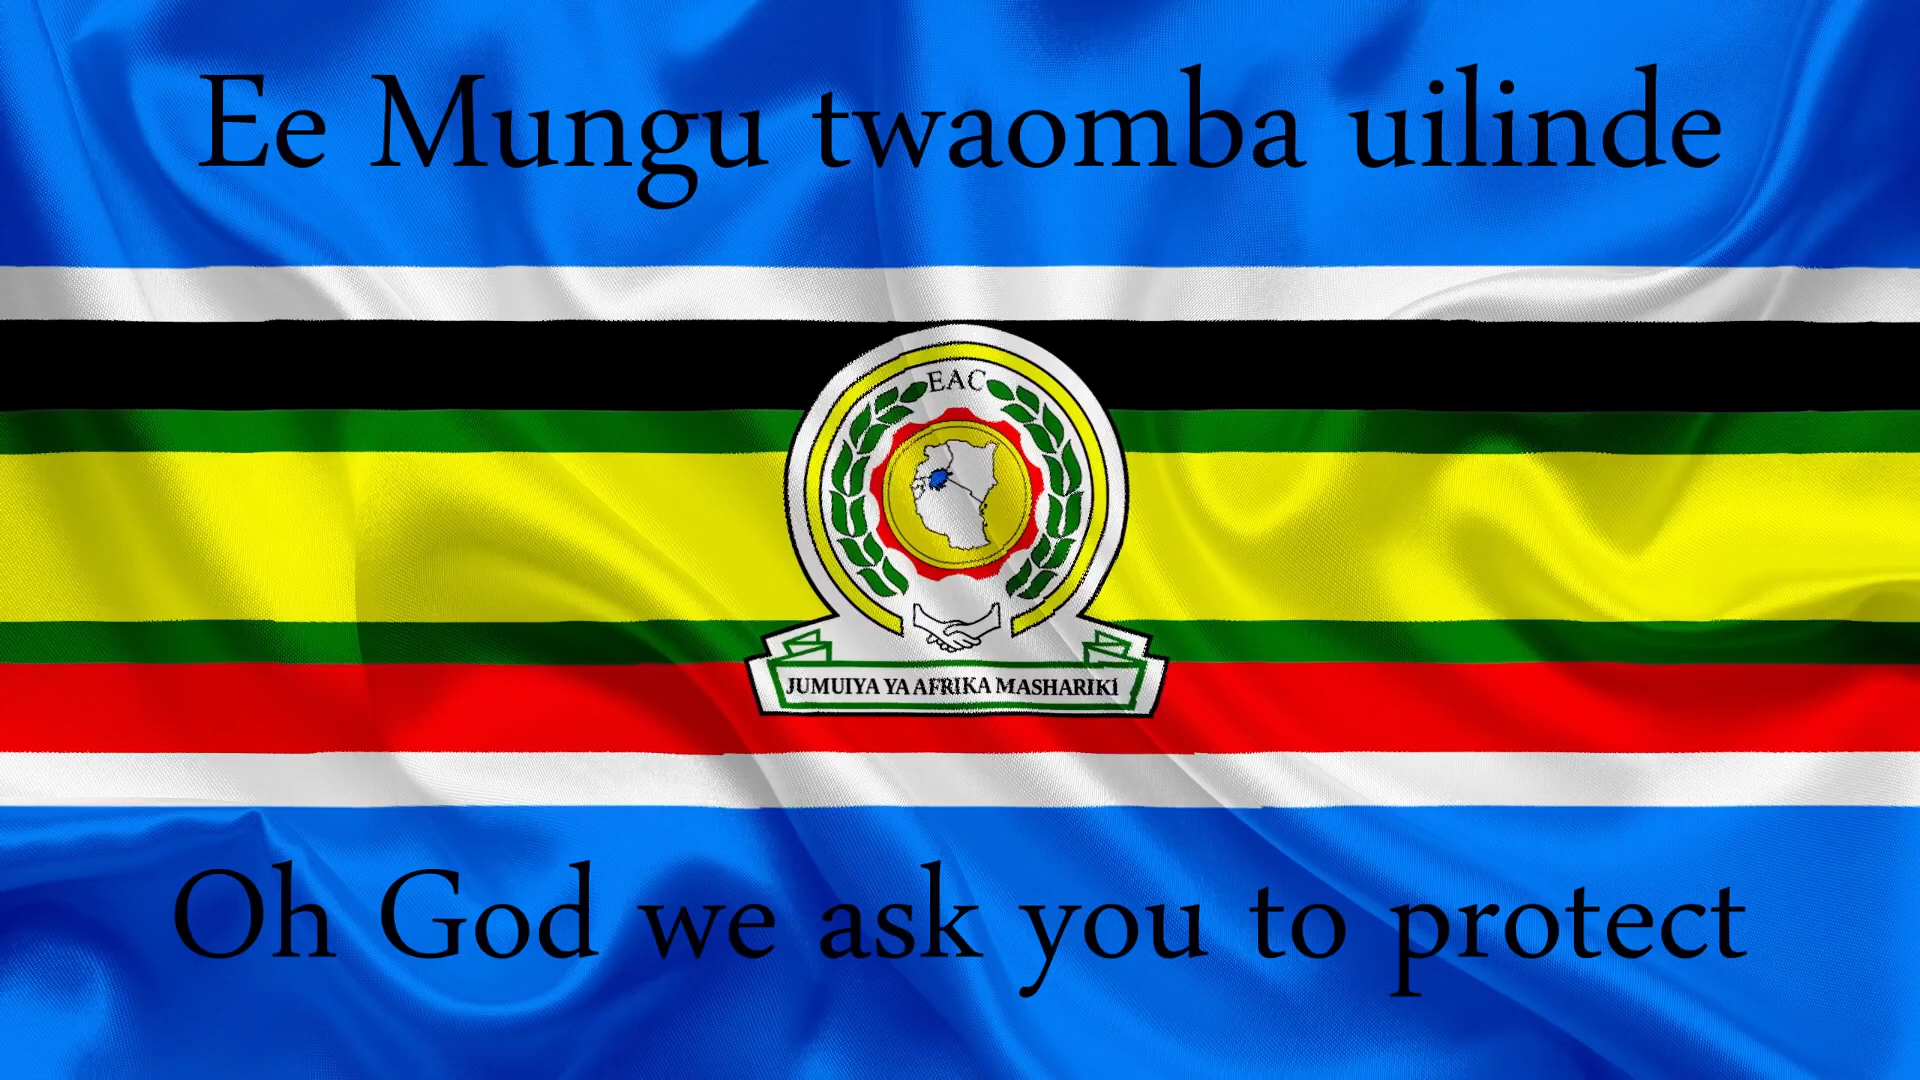 Ee Mungu twaomba uilinde
EAC
JUMUIYA YA AFRIKA MASHARIKI
Oh God we ask you to protect